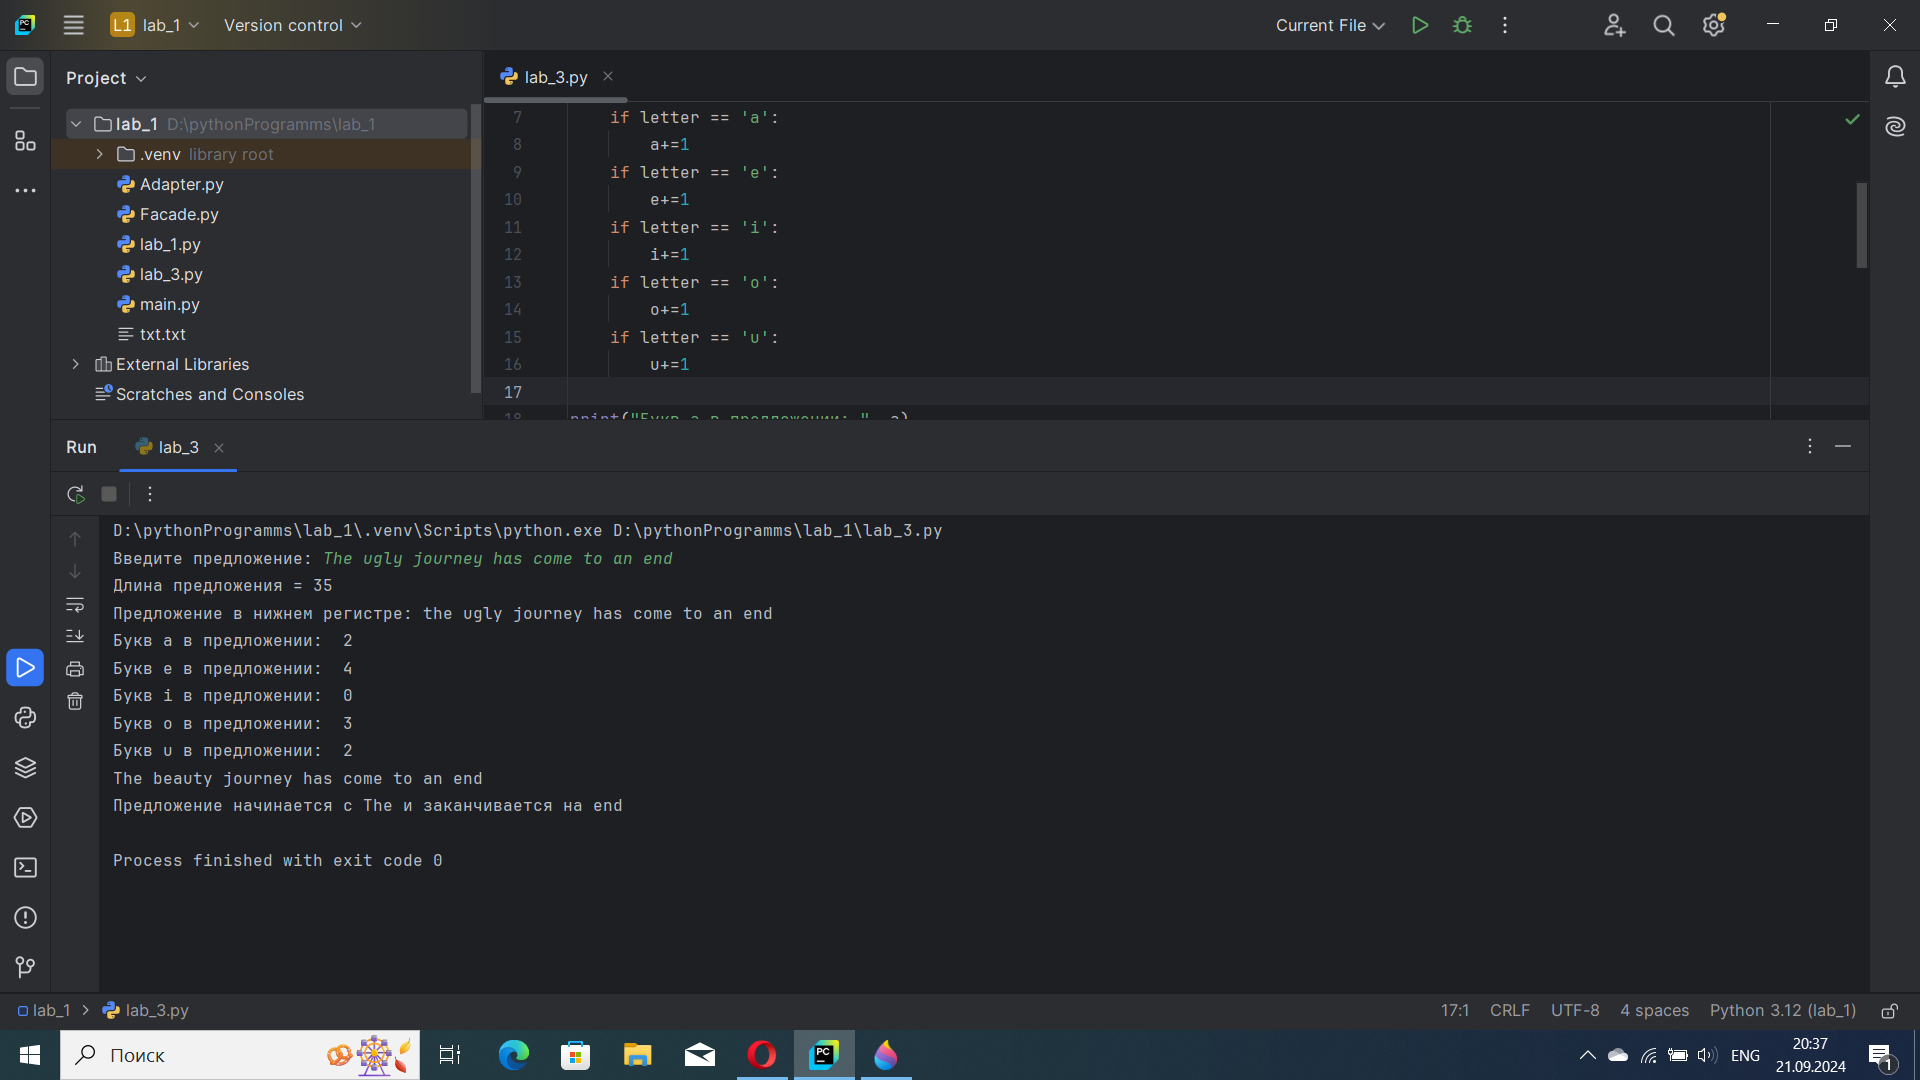 L1 lab_1 Version control Current File
Project
lab_1 D:\pythonProgramms\lab_1
.venv library root
Adapter.py
Facade.py
lab_1.py
lab_3.py
main.py
txt.txt
External Libraries
Scratches and Consoles
lab_3.py
7 if letter == 'a':
8 a+=1
9 if letter == 'e':
10 e+=1
11 if letter == 'i':
12 i+=1
13 if letter == 'o':
14 o+=1
15 if letter == 'u':
16 u+=1
17
18 print("Букв a в предложении: ", a)
Run lab_3
D:\pythonProgramms\lab_1\.venv\Scripts\python.exe D:\pythonProgramms\lab_1\lab_3.py
Введите предложение: The ugly journey has come to an end
Длина предложения = 35
Предложение в нижнем регистре: the ugly journey has come to an end
Букв a в предложении:  2
Букв e в предложении:  4
Букв i в предложении:  0
Букв o в предложении:  3
Букв u в предложении:  2
The beauty journey has come to an end
Предложение начинается с The и заканчивается на end
Process finished with exit code 0
lab_1 > lab_3.py
17:1 CRLF UTF-8 4 spaces Python 3.12 (lab_1)
Поиск
PC
ENG
20:37
21.09.2024
1